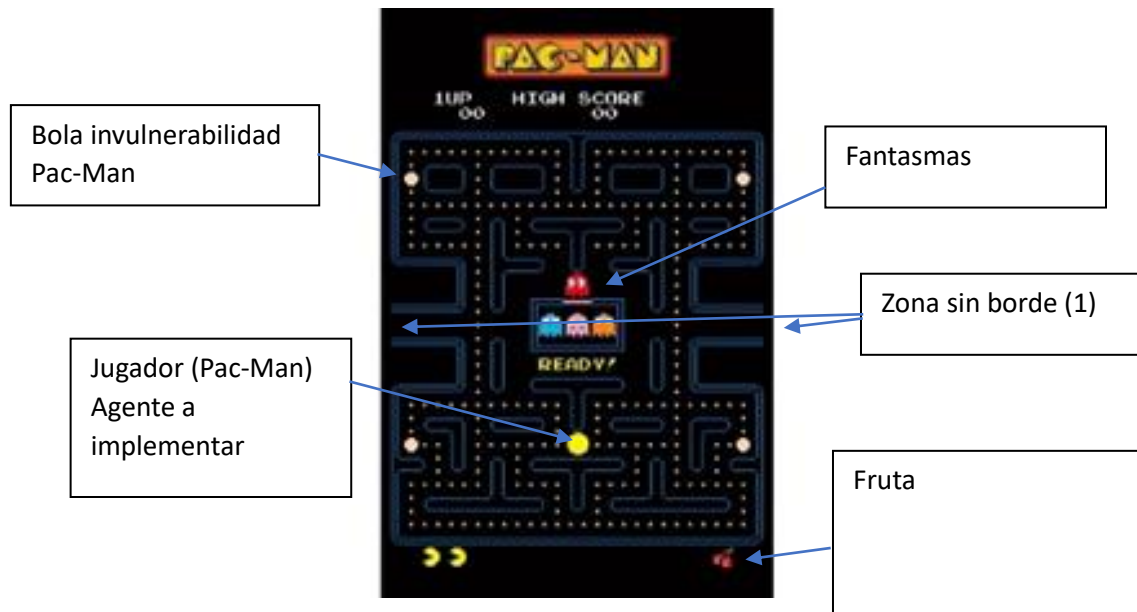 PAC-MAN
1UP HIGH SCORE
00 00
Bola invulnerabilidad
Pac-Man
Fantasmas
Zona sin borde (1)
READY!
Jugador (Pac-Man)
Agente a
implementar
Fruta